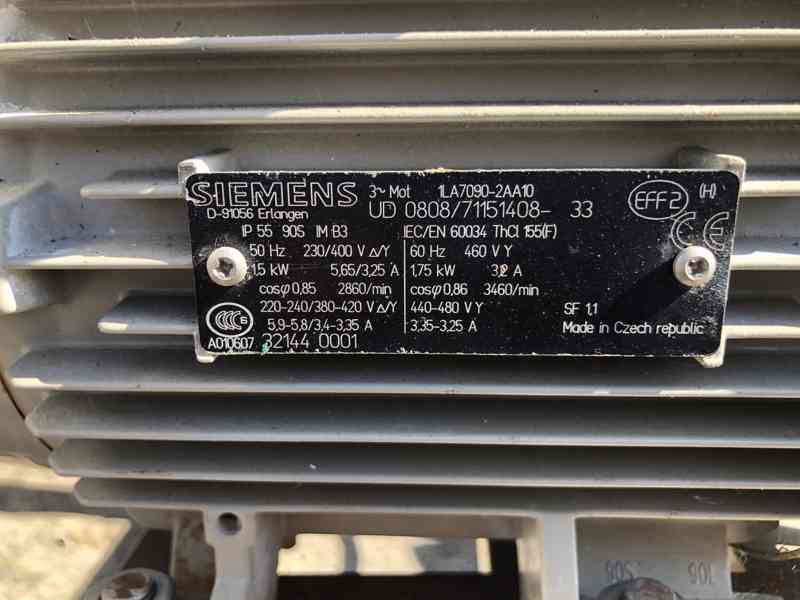 SIEMENS 3~ Mot 1LA7090-2AA10 EFF2 (H)
D-91056 Erlangen UD 0808/71151408- 33
IP 55 90S IM B3 IEC/EN 60034 ThCl 155(F) CE
50 Hz 230/400 V Δ/Y 60 Hz 460 V Y
1,5 kW 5,65/3,25 A 1,75 kW 3,2 A
cosφ 0,85 2860/min cosφ 0,86 3460/min
220-240/380-420 V Δ/Y 440-480 V Y SF 1,1
5,9-5,8/3,4-3,35 A 3,35-3,25 A Made in Czech republic
CCC S
A010607 32144 0001
90S 106